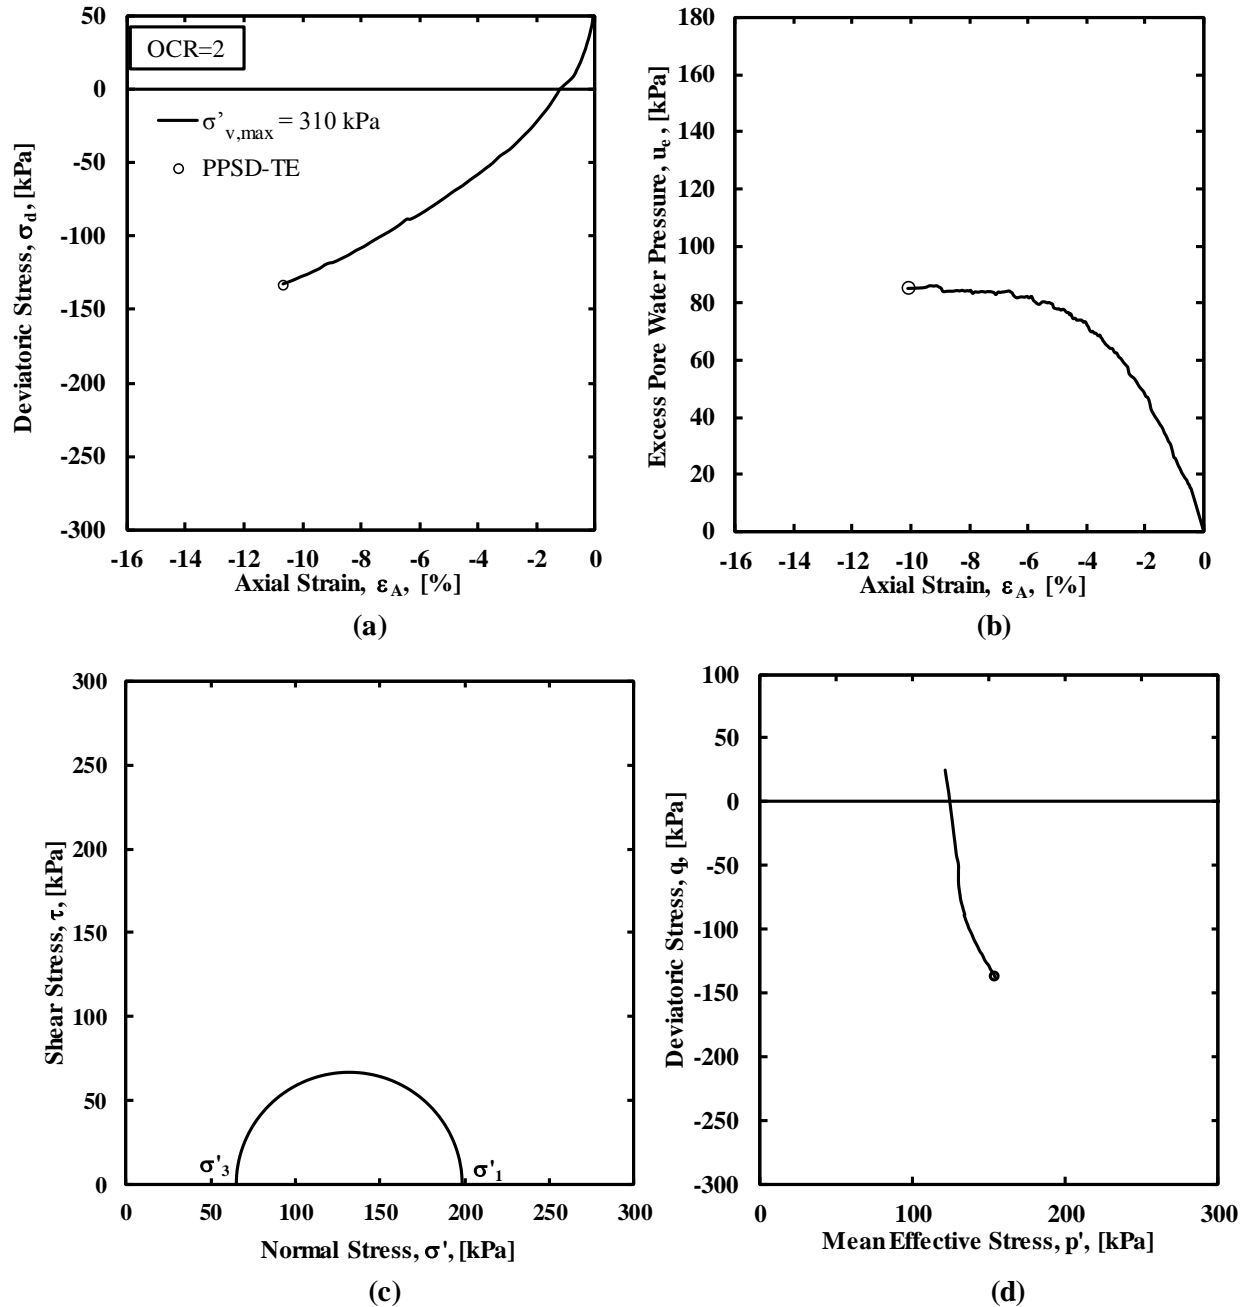 50
0
-50
-100
-150
-200
-250
-300
-16 -14 -12 -10 -8 -6 -4 -2 0
Deviatoric Stress, σd, [kPa]
Axial Strain, εA, [%]
OCR=2
σ’v,max = 310 kPa
PPSD-TE
(a)
180
160
140
120
100
80
60
40
20
0
-16 -14 -12 -10 -8 -6 -4 -2 0
Excess Pore Water Pressure, ue, [kPa]
Axial Strain, εA, [%]
(b)
300
250
200
150
100
50
0
0 50 100 150 200 250 300
Shear Stress, τ, [kPa]
Normal Stress, σ', [kPa]
σ'3
σ'1
(c)
100
50
0
-50
-100
-150
-200
-250
-300
0 100 200 300
Deviatoric Stress, q, [kPa]
Mean Effective Stress, p', [kPa]
(d)